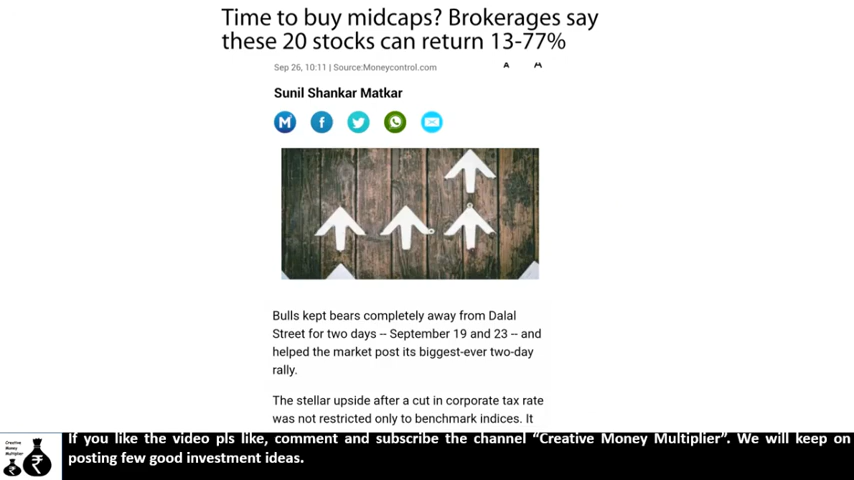 Time to buy midcaps? Brokerages say
these 20 stocks can return 13-77%
Sep 26, 10:11 | Source:Moneycontrol.com
A A
Sunil Shankar Matkar
Bulls kept bears completely away from Dalal
Street for two days -- September 19 and 23 -- and
helped the market post its biggest-ever two-day
rally.
The stellar upside after a cut in corporate tax rate
was not restricted only to benchmark indices. It
Creative
Money
Multiplier
If you like the video pls like, comment and subscribe the channel “Creative Money Multiplier”. We will keep on
posting few good investment ideas.